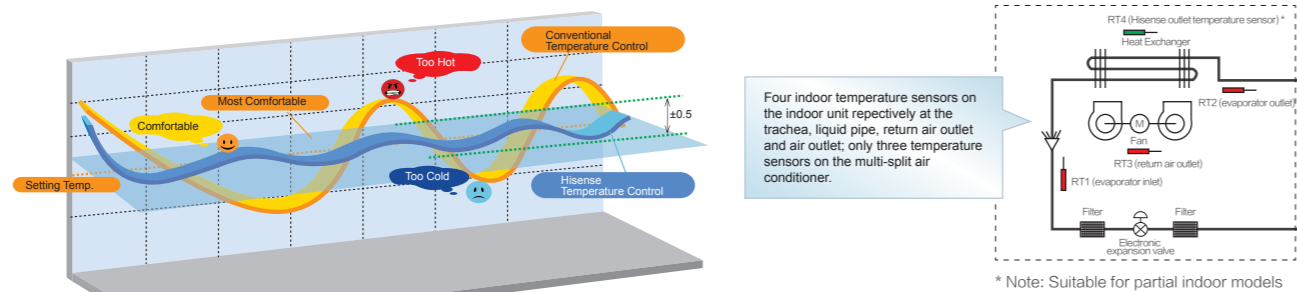 Conventional
Temperature Control
Too Hot
Most Comfortable
±0.5
Comfortable
Too Cold
Setting Temp.
Hisense
Temperature Control
Four indoor temperature sensors on
the indoor unit repectively at the
trachea, liquid pipe, return air outlet
and air outlet; only three temperature
sensors on the multi-split air
conditioner.
RT4 (Hisense outlet temperature sensor) *
Heat Exchanger
RT2 (evaporator outlet)
M
Fan
RT3 (return air outlet)
RT1 (evaporator inlet)
Filter
Filter
Electronic
expansion valve
* Note: Suitable for partial indoor models